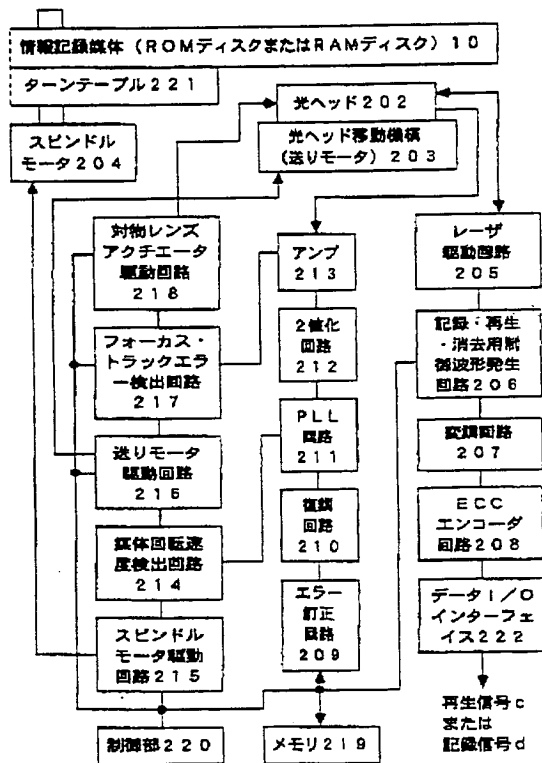 情報記録媒体（ROMディスクまたはRAMディスク）10
ターンテーブル221
スピンドル
モータ204
光ヘッド202
光ヘッド移動機構
(送りモータ) 203
対物レンズ
アクチエータ
駆動回路
218
フォーカス・
トラックエラ
ー検出回路
217
送りモータ
駆動回路
216
媒体回転速
度検出回路
214
スピンドル
モータ駆動
回路215
制御部220
アンプ
213
2値化
回路
212
PLL
回路
211
復調
回路
210
エラー
訂正
回路
209
メモリ219
レーザ
駆動回路
205
記録・再生
・消去用制
御波形発生
回路206
変調回路
207
ECC
エンコーダ
回路208
データI/O
インターフェ
イス222
再生信号c
または
記録信号d